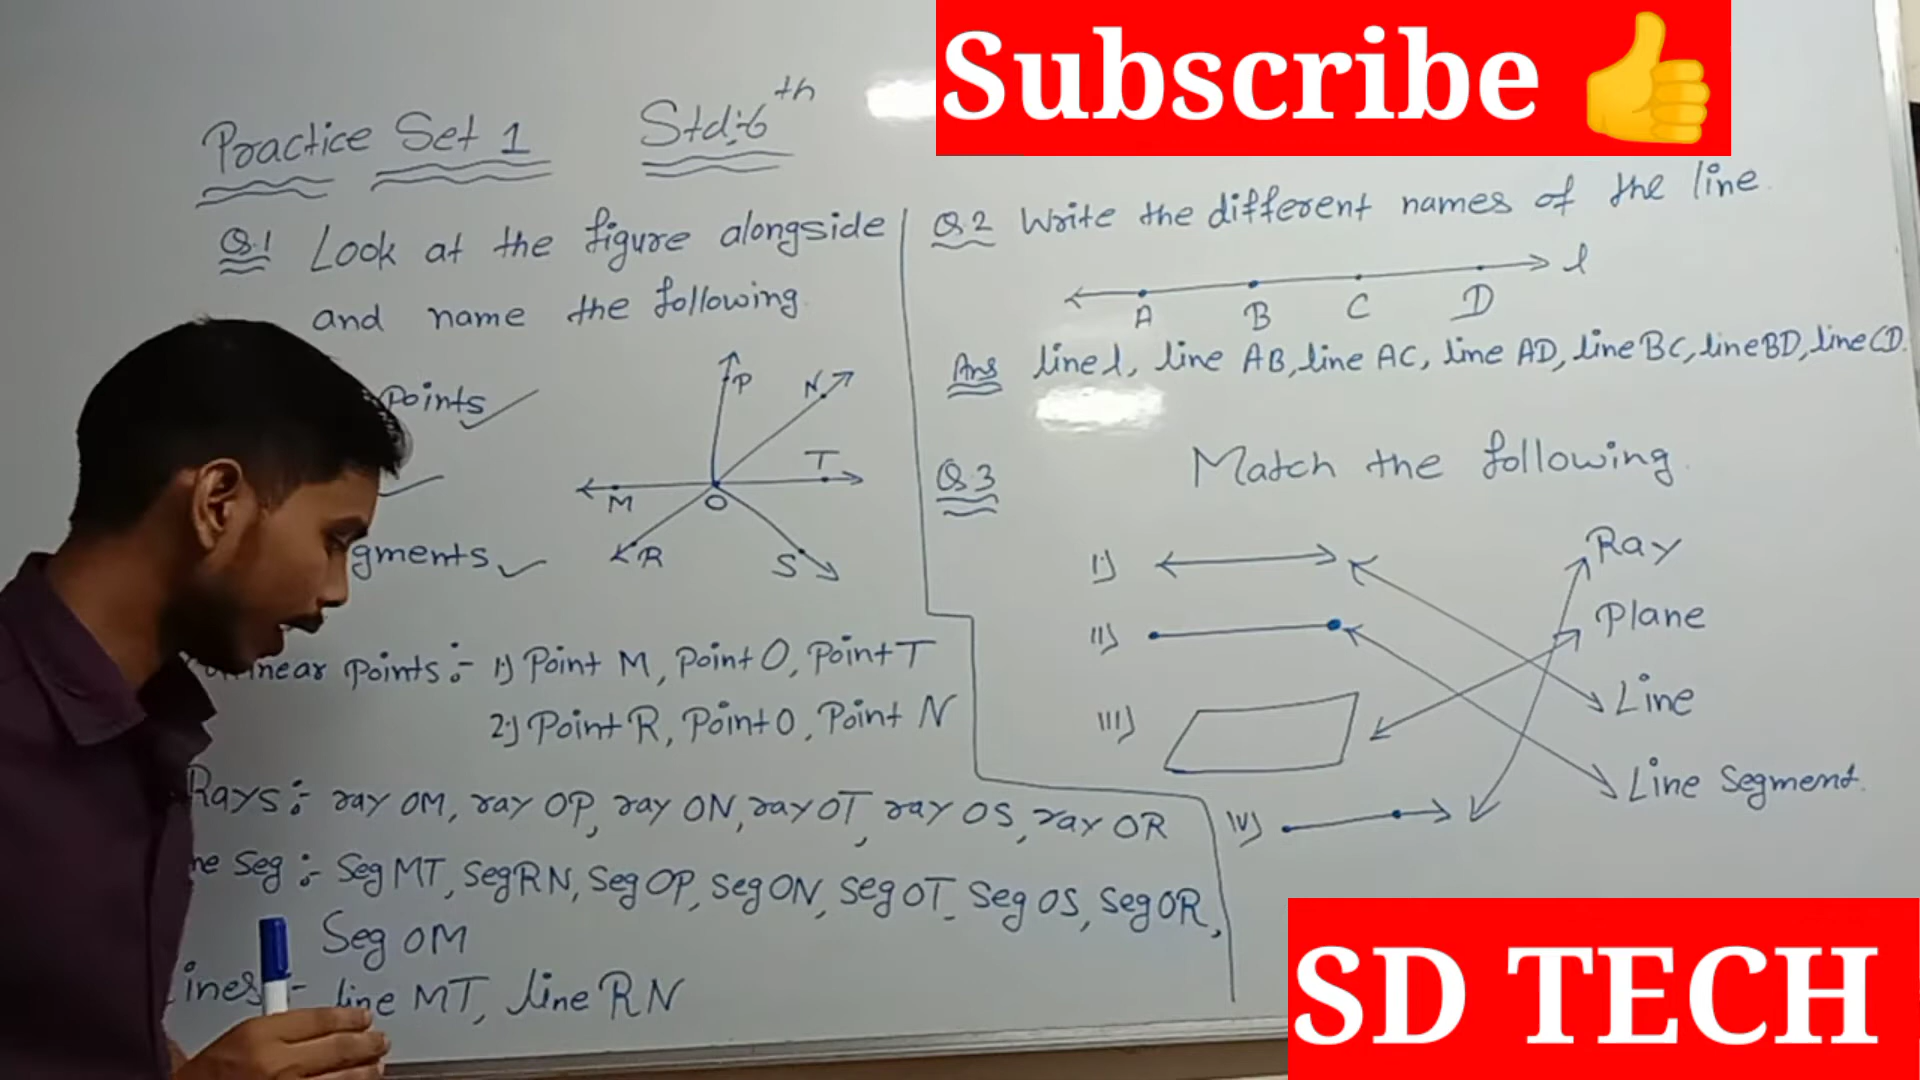 Subscribe 👍
Practice Set 1 Std:-6th
Q.1 Look at the figure alongside
and name the following.
Points ✓
gments ✓
P
N
T
M
O
R
S
near Points :- 1) Point M, Point O, Point T
2) Point R, Point O, Point N
Rays :- ray OM, ray OP, ray ON, ray OT, ray OS, ray OR
ne Seg :- Seg MT, Seg RN, Seg OP, Seg ON, Seg OT, Seg OS, Seg OR,
Seg OM
ines :- line MT, line RN
Q.2 Write the different names of the line.
l
A B C D
Ans line l, line AB, line AC, line AD, line BC, line BD, line CD.
Q.3 Match the following.
I)
II)
III)
IV)
Ray
Plane
Line
Line Segment.
SD TECH